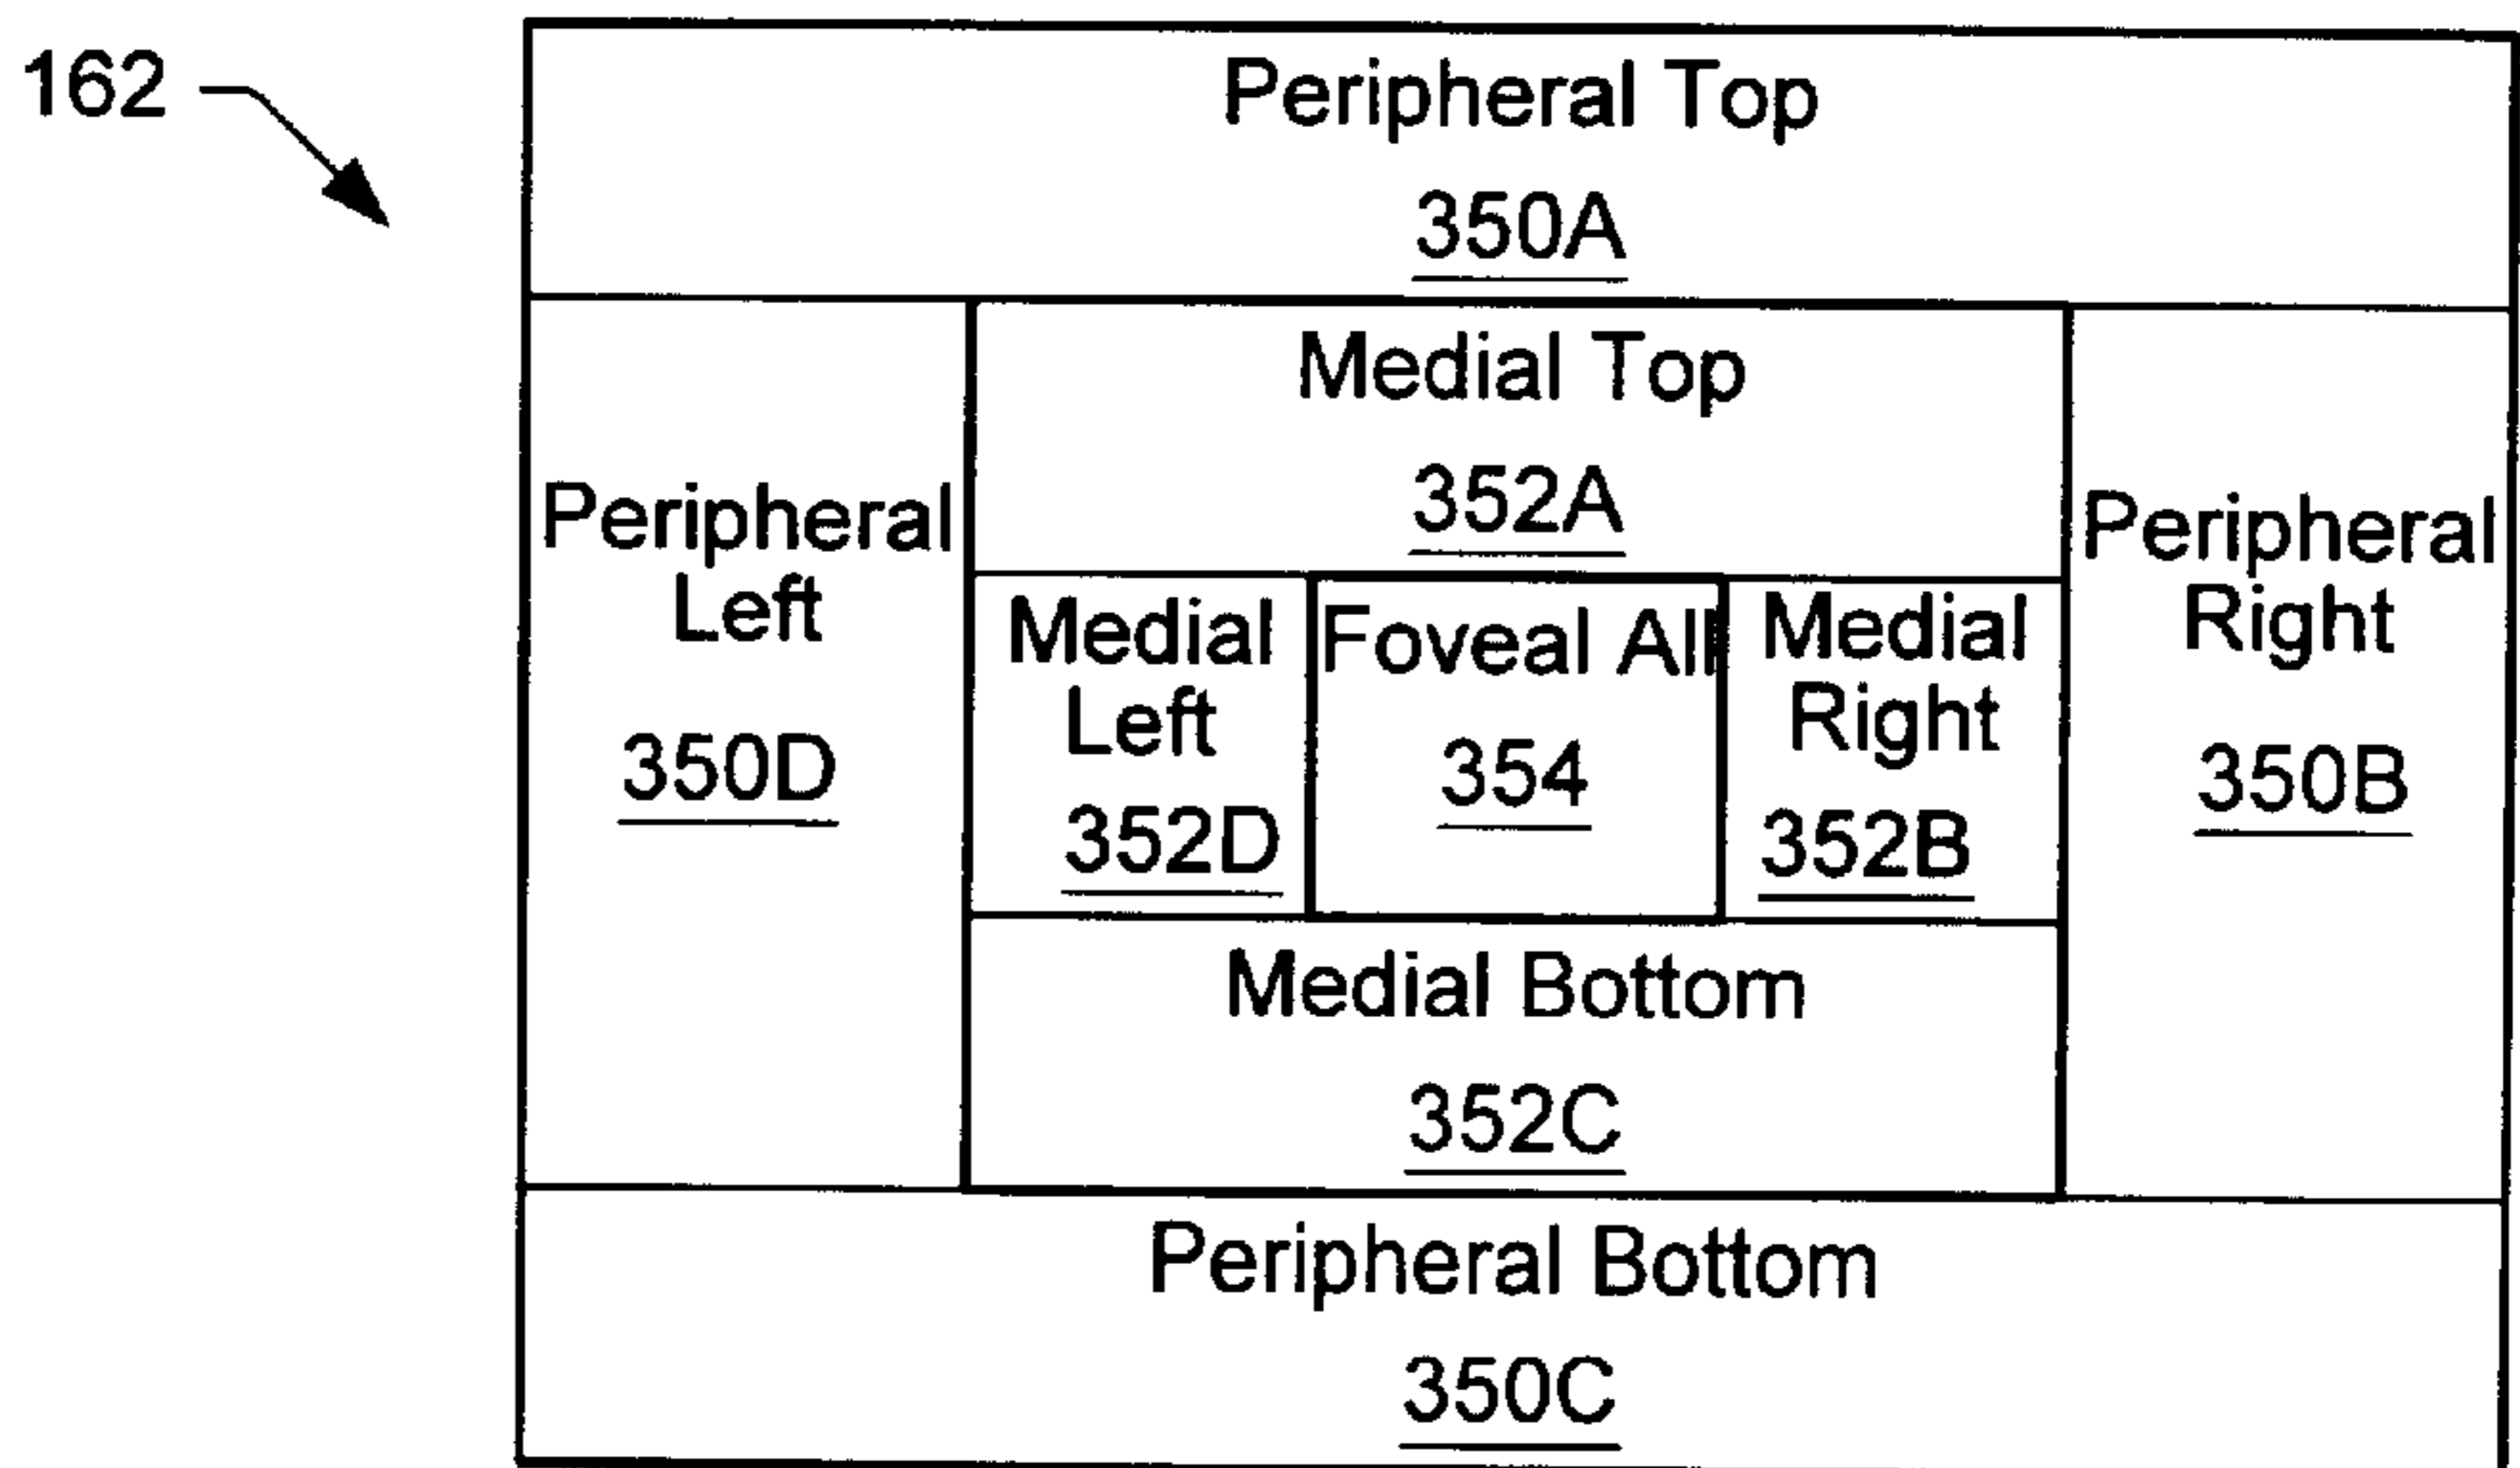 162
Peripheral Top
350A
Medial Top
352A
Peripheral
Left
350D
Medial
Left
352D
Foveal All
354
Medial
Right
352B
Peripheral
Right
350B
Medial Bottom
352C
Peripheral Bottom
350C